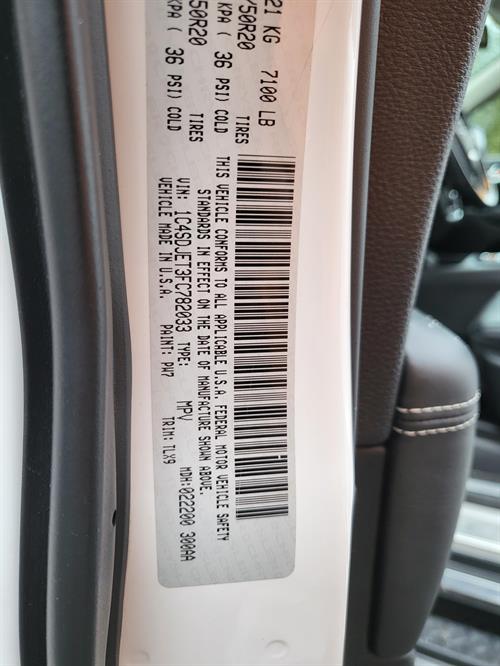 21 KG 7100 LB
/50R20 TIRES
KPA ( 36 PSI) COLD
50R20 TIRES
KPA ( 36 PSI) COLD
THIS VEHICLE CONFORMS TO ALL APPLICABLE U.S.A. FEDERAL MOTOR VEHICLE SAFETY
STANDARDS IN EFFECT ON THE DATE OF MANUFACTURE SHOWN ABOVE.
VIN: 1C4SDJET3FC782033 TYPE: MPV MDH:022200 300AA
VEHICLE MADE IN U.S.A. PAINT: PW7 TRIM:TLX9